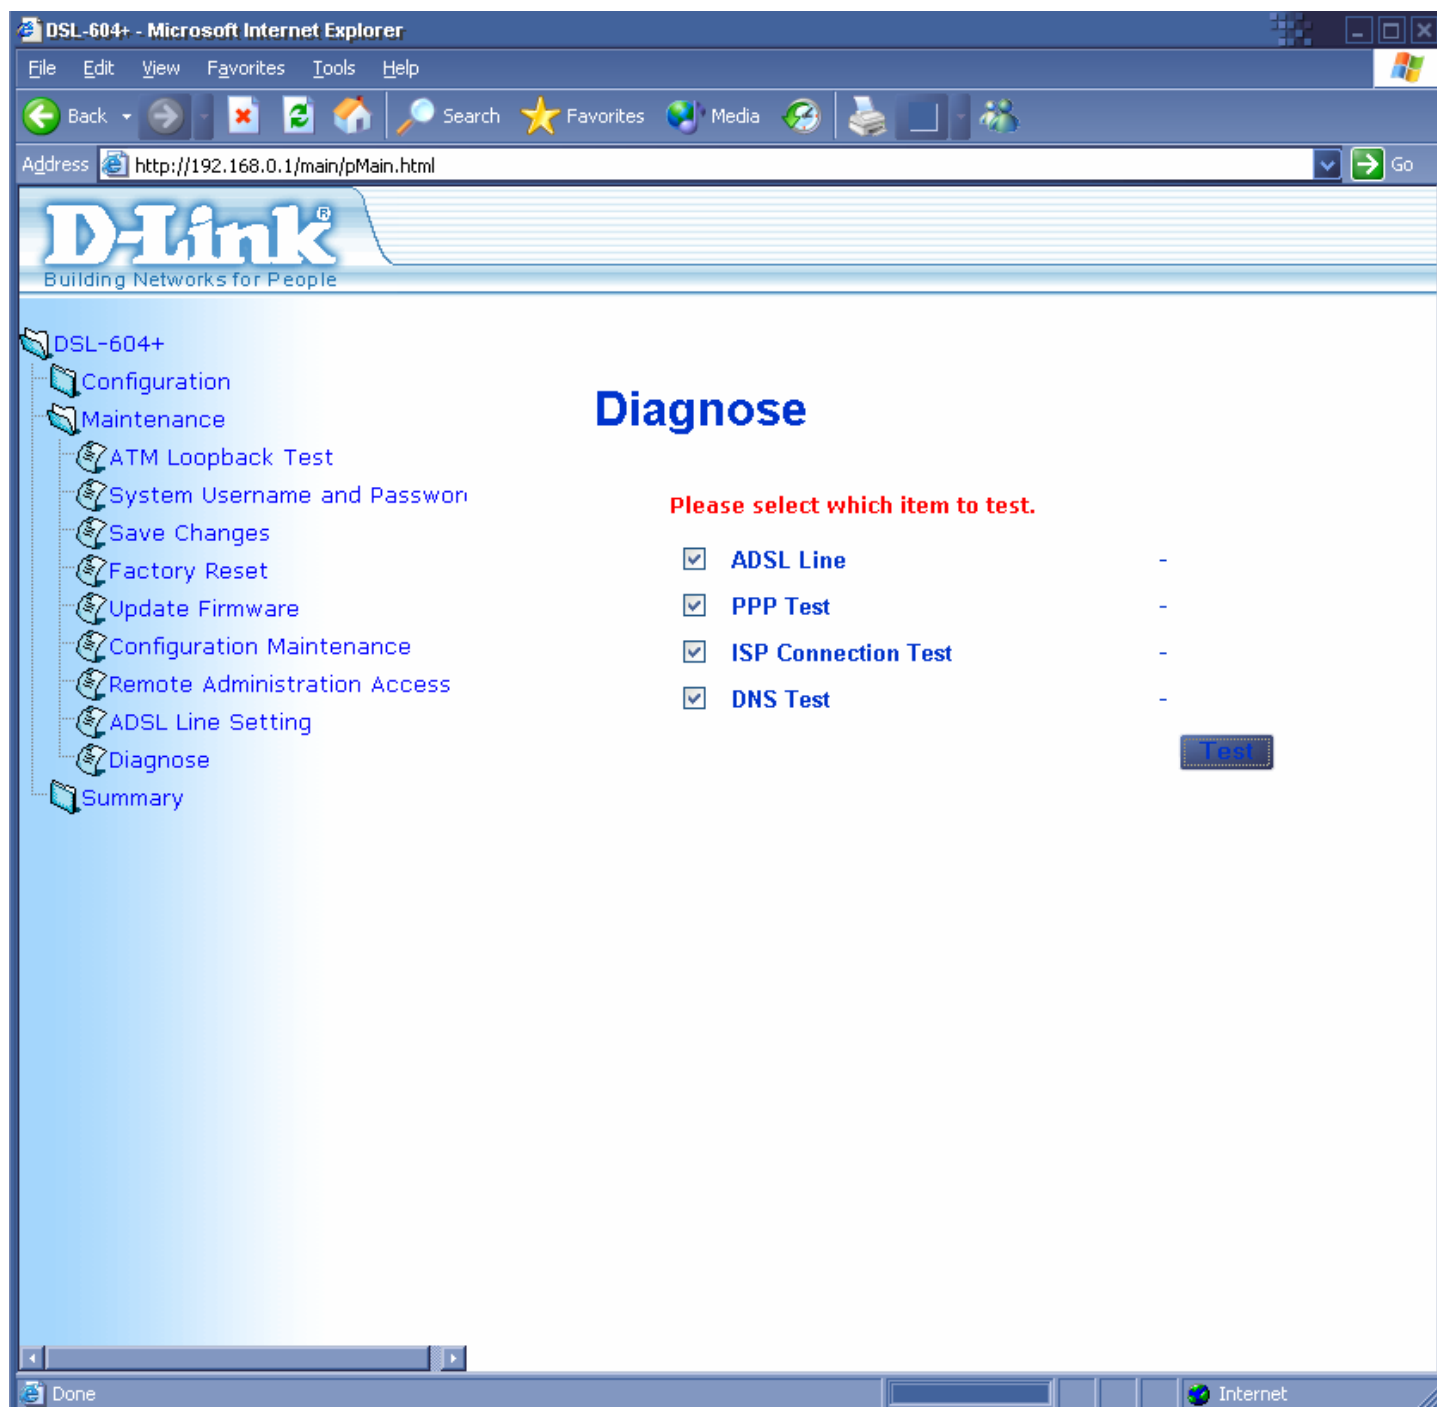 DSL-604+ - Microsoft Internet Explorer
File Edit View Favorites Tools Help
Back Search Favorites Media
Address http://192.168.0.1/main/pMain.html Go
D-Link®
Building Networks for People
DSL-604+
Configuration
Maintenance
ATM Loopback Test
System Username and Passwor
Save Changes
Factory Reset
Update Firmware
Configuration Maintenance
Remote Administration Access
ADSL Line Setting
Diagnose
Summary
Diagnose
Please select which item to test.
ADSL Line -
PPP Test -
ISP Connection Test -
DNS Test -
Test
Done Internet